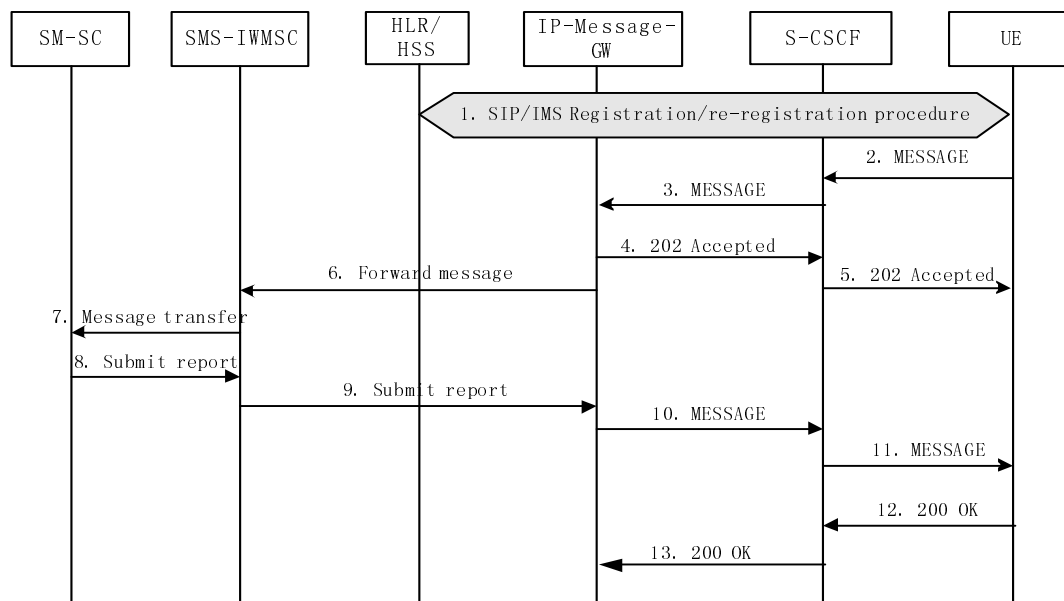 SM-SC
SMS-IWMSC
HLR/
HSS
IP-Message-
GW
S-CSCF
UE
1. SIP/IMS Registration/re-registration procedure
2. MESSAGE
3. MESSAGE
4. 202 Accepted
5. 202 Accepted
6. Forward message
7. Message transfer
8. Submit report
9. Submit report
10. MESSAGE
11. MESSAGE
12. 200 OK
13. 200 OK